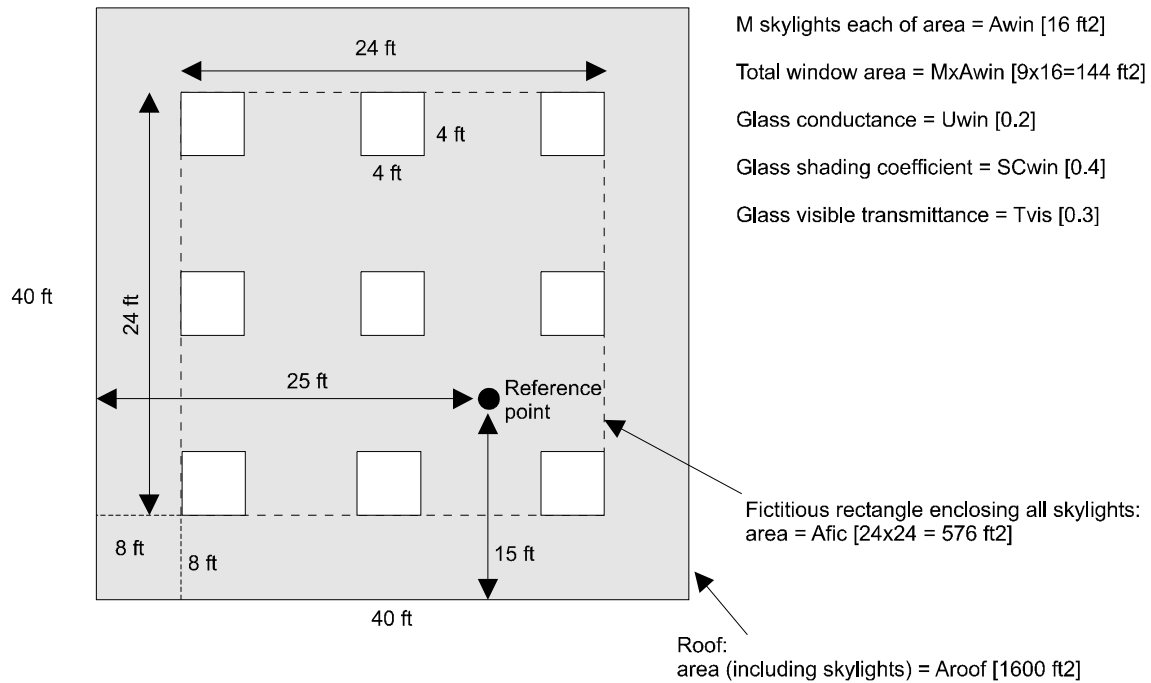 M skylights each of area = Awin [16 ft2]
24 ft
Total window area = MxAwin [9x16=144 ft2]
Glass conductance = Uwin [0.2]
4 ft
4 ft
Glass shading coefficient = SCwin [0.4]
Glass visible transmittance = Tvis [0.3]
40 ft
24 ft
25 ft
Reference
point
Fictitious rectangle enclosing all skylights:
area = Afic [24x24 = 576 ft2]
8 ft
8 ft
15 ft
40 ft
Roof:
area (including skylights) = Aroof [1600 ft2]